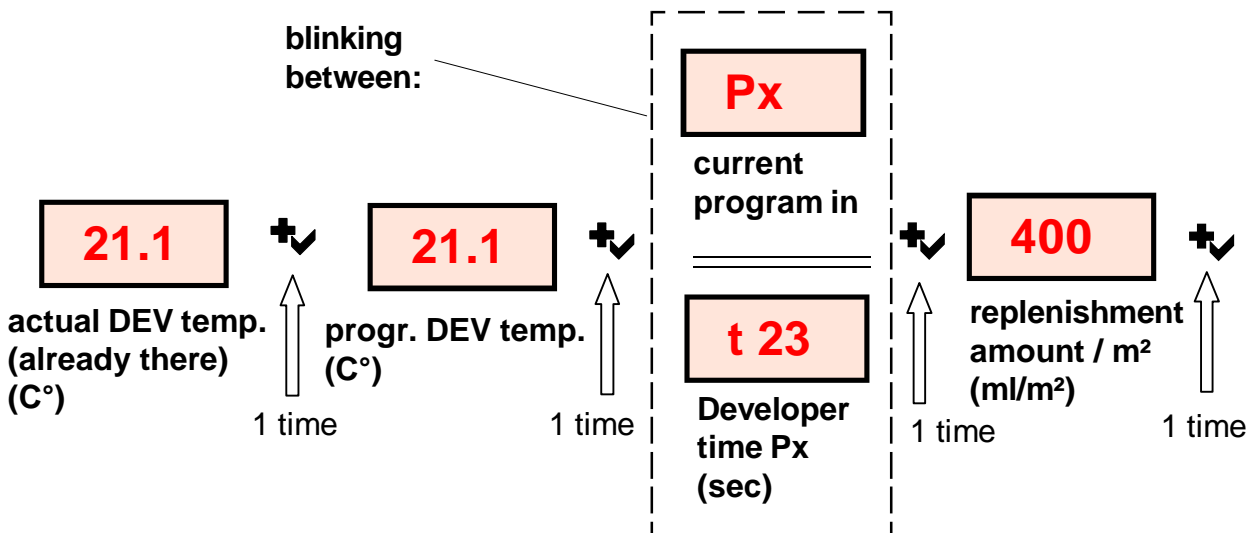 blinking
between:
Px
current
program in
21.1
actual DEV temp.
(already there)
(C°)
1 time
21.1
progr. DEV temp.
(C°)
1 time
t 23
Developer
time Px
(sec)
1 time
400
replenishment
amount / m²
(ml/m²)
1 time